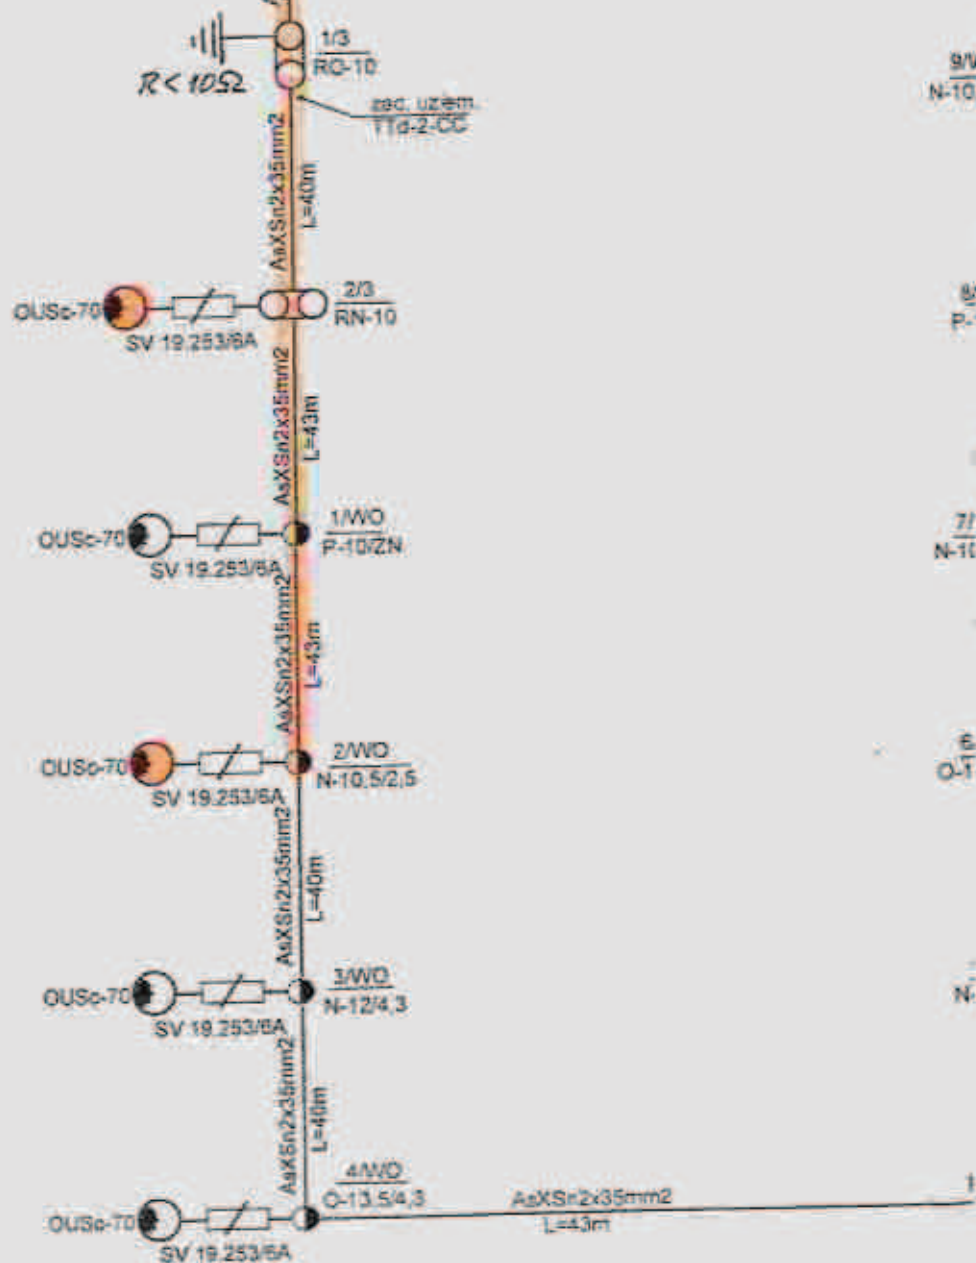 1/3
RO-10
R<10Ω
zac. uziem.
TTd-2-CC
AsXSn2x35mm2
L=40m
2/3
RN-10
OUSc-70
SV 19.253/6A
AsXSn2x35mm2
L=43m
1/WO
P-10/ZN
OUSc-70
SV 19.253/6A
AsXSn2x35mm2
L=43m
2/WO
N-10,5/2,5
OUSc-70
SV 19.253/6A
AsXSn2x35mm2
L=40m
3/WO
N-12/4,3
OUSc-70
SV 19.253/6A
AsXSn2x35mm2
L=40m
4/WO
O-13,5/4,3
OUSc-70
SV 19.253/6A
AsXSn2x35mm2
L=43m
N-10
N-10